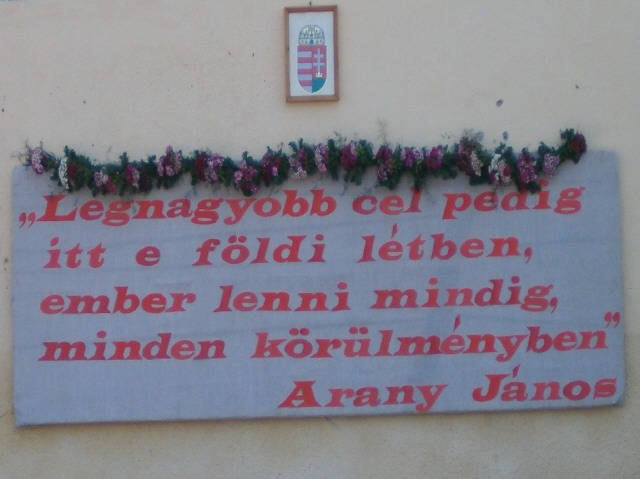 „Legnagyobb cél pedig
itt e földi létben,
ember lenni mindig,
minden körülményben”
Arany János